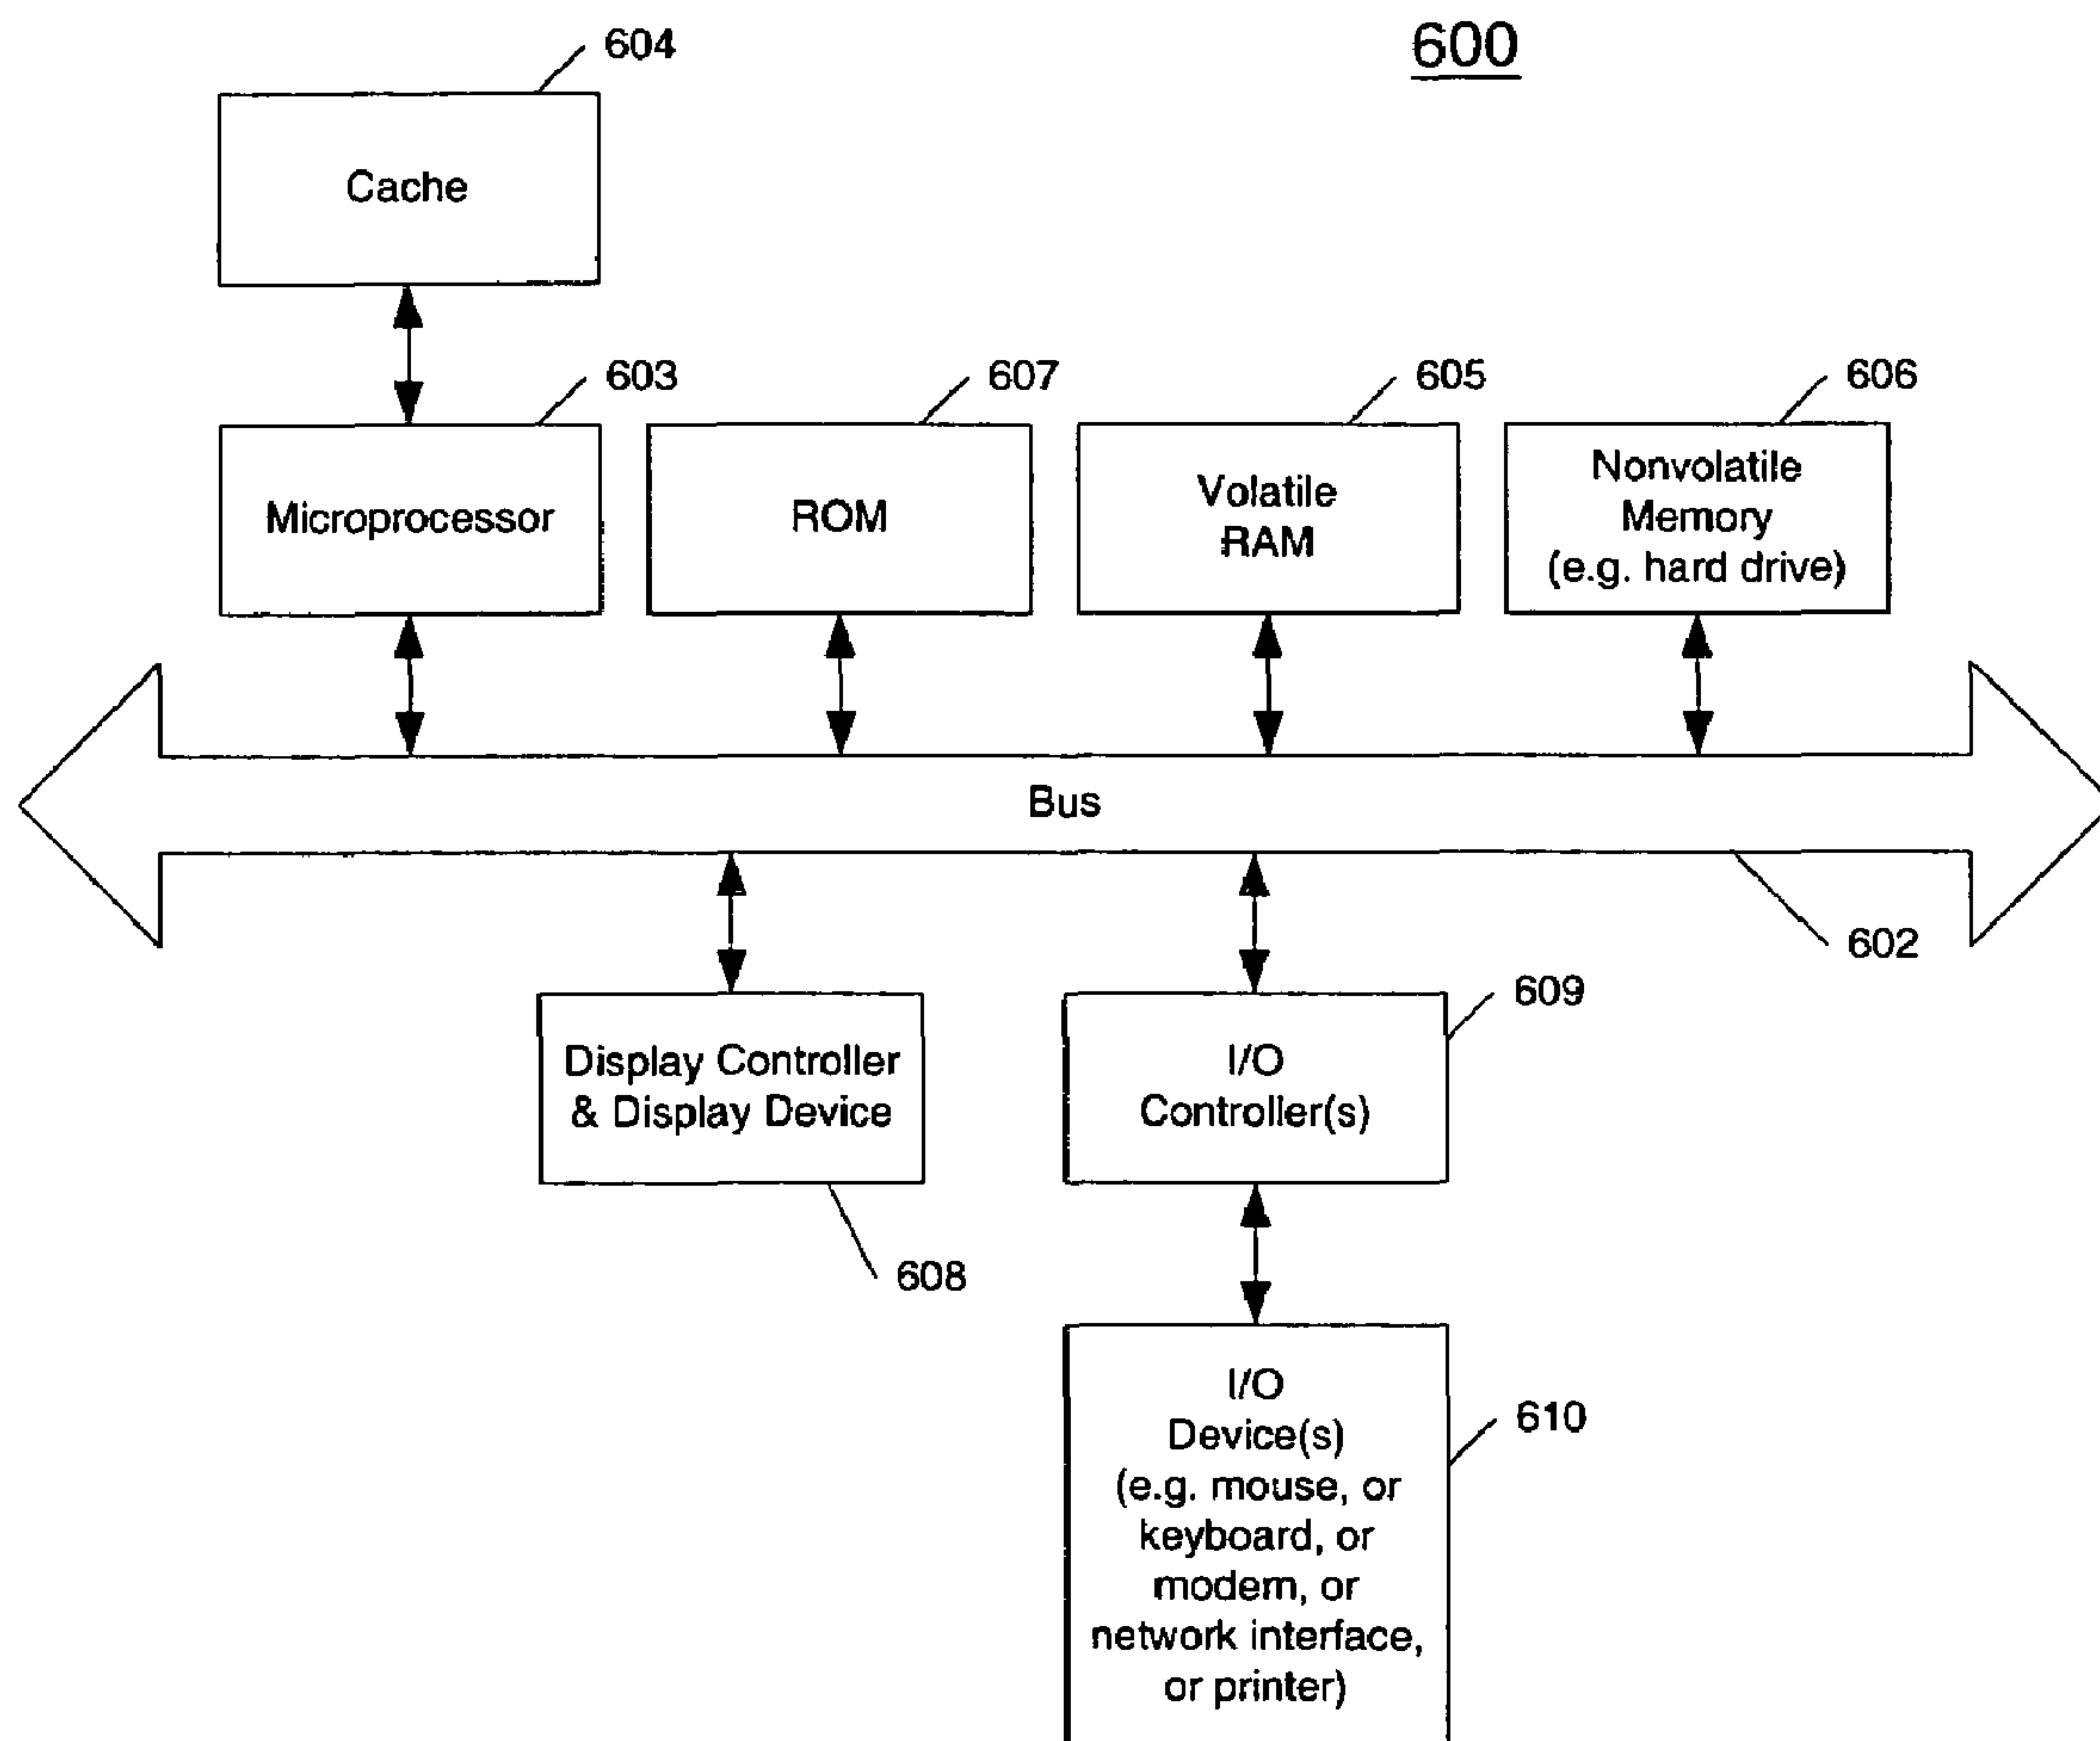 600
604
Cache
603
607
605
606
Microprocessor
ROM
Volatile
RAM
Nonvolatile
Memory
(e.g. hard drive)
Bus
602
609
Display Controller
& Display Device
I/O
Controller(s)
608
I/O
Device(s)
(e.g. mouse, or
keyboard, or
modem, or
network interface,
or printer)
610